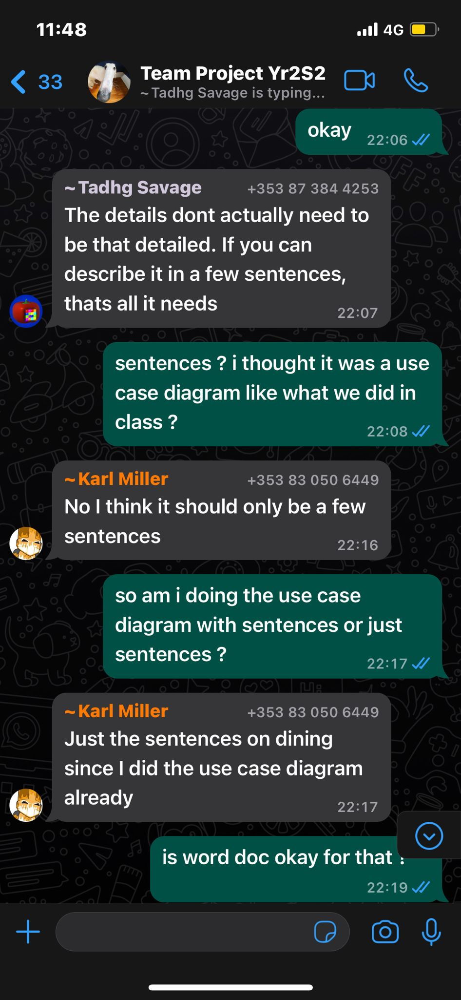 11:48
4G
33
Team Project Yr2S2
~Tadhg Savage is typing...
okay
22:06
~Tadhg Savage +353 87 384 4253
The details dont actually need to
be that detailed. If you can
describe it in a few sentences,
thats all it needs
22:07
sentences ? i thought it was a use
case diagram like what we did in
class ?
22:08
~Karl Miller +353 83 050 6449
No I think it should only be a few
sentences
22:16
so am i doing the use case
diagram with sentences or just
sentences ?
22:17
~Karl Miller +353 83 050 6449
Just the sentences on dining
since I did the use case diagram
already
22:17
is word doc okay for that ?
22:19